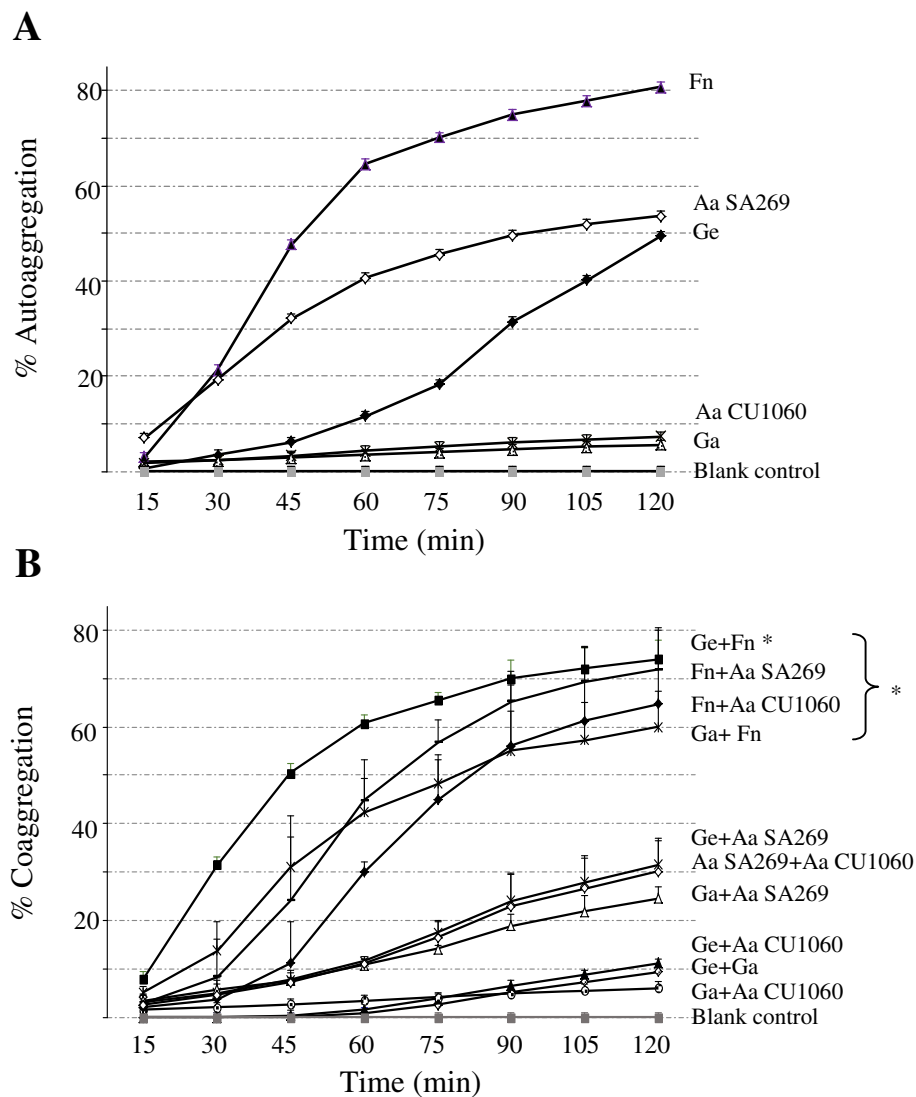 A
% Autoaggregation
80
60
40
20
Fn
Aa SA269
Ge
Aa CU1060
Ga
Blank control
15 30 45 60 75 90 105 120
Time (min)
B
% Coaggregation
80
60
40
20
Ge+Fn *
Fn+Aa SA269
Fn+Aa CU1060
Ga+ Fn
*
Ge+Aa SA269
Aa SA269+Aa CU1060
Ga+Aa SA269
Ge+Aa CU1060
Ge+Ga
Ga+Aa CU1060
Blank control
15 30 45 60 75 90 105 120
Time (min)